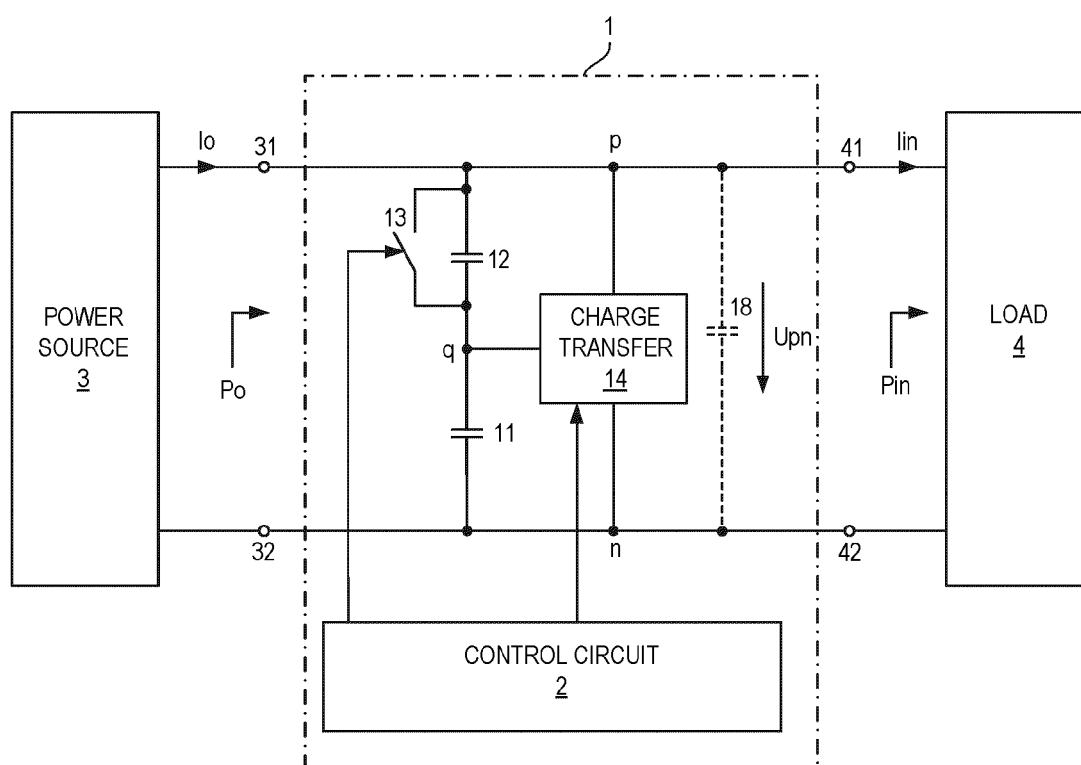 1
Io
31
p
41
Iin
13
12
POWER
SOURCE
3
Po
q
CHARGE
TRANSFER
14
18
Upn
Pin
LOAD
4
11
32
n
42
CONTROL CIRCUIT
2